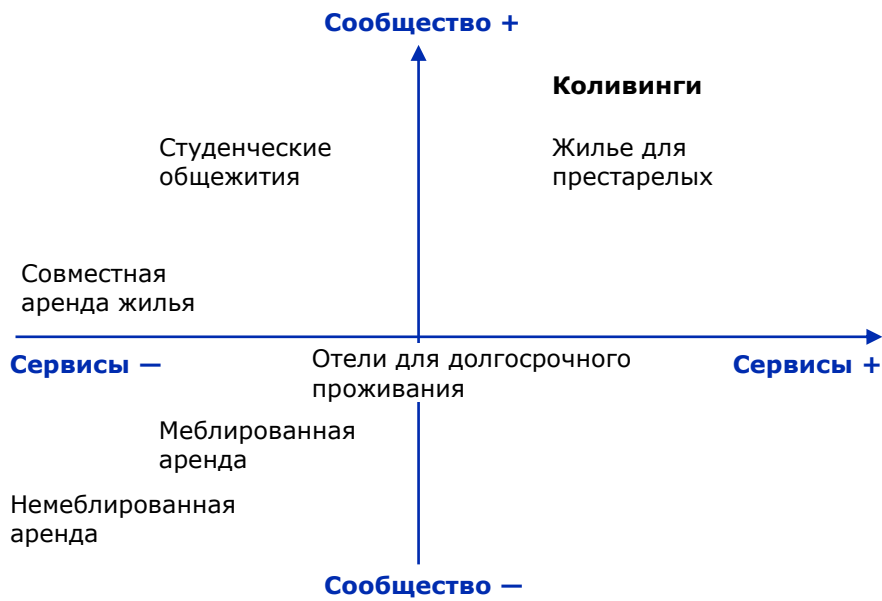 Сообщество +
Коливинги
Студенческие
общежития
Жилье для
престарелых
Совместная
аренда жилья
Сервисы —
Отели для долгосрочного
проживания
Сервисы +
Меблированная
аренда
Немеблированная
аренда
Сообщество —